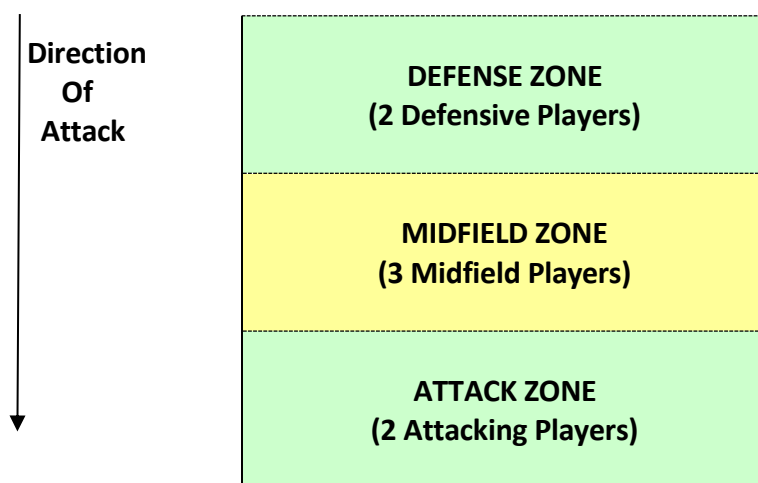 Direction
Of
Attack
DEFENSE ZONE
(2 Defensive Players)
MIDFIELD ZONE
(3 Midfield Players)
ATTACK ZONE
(2 Attacking Players)